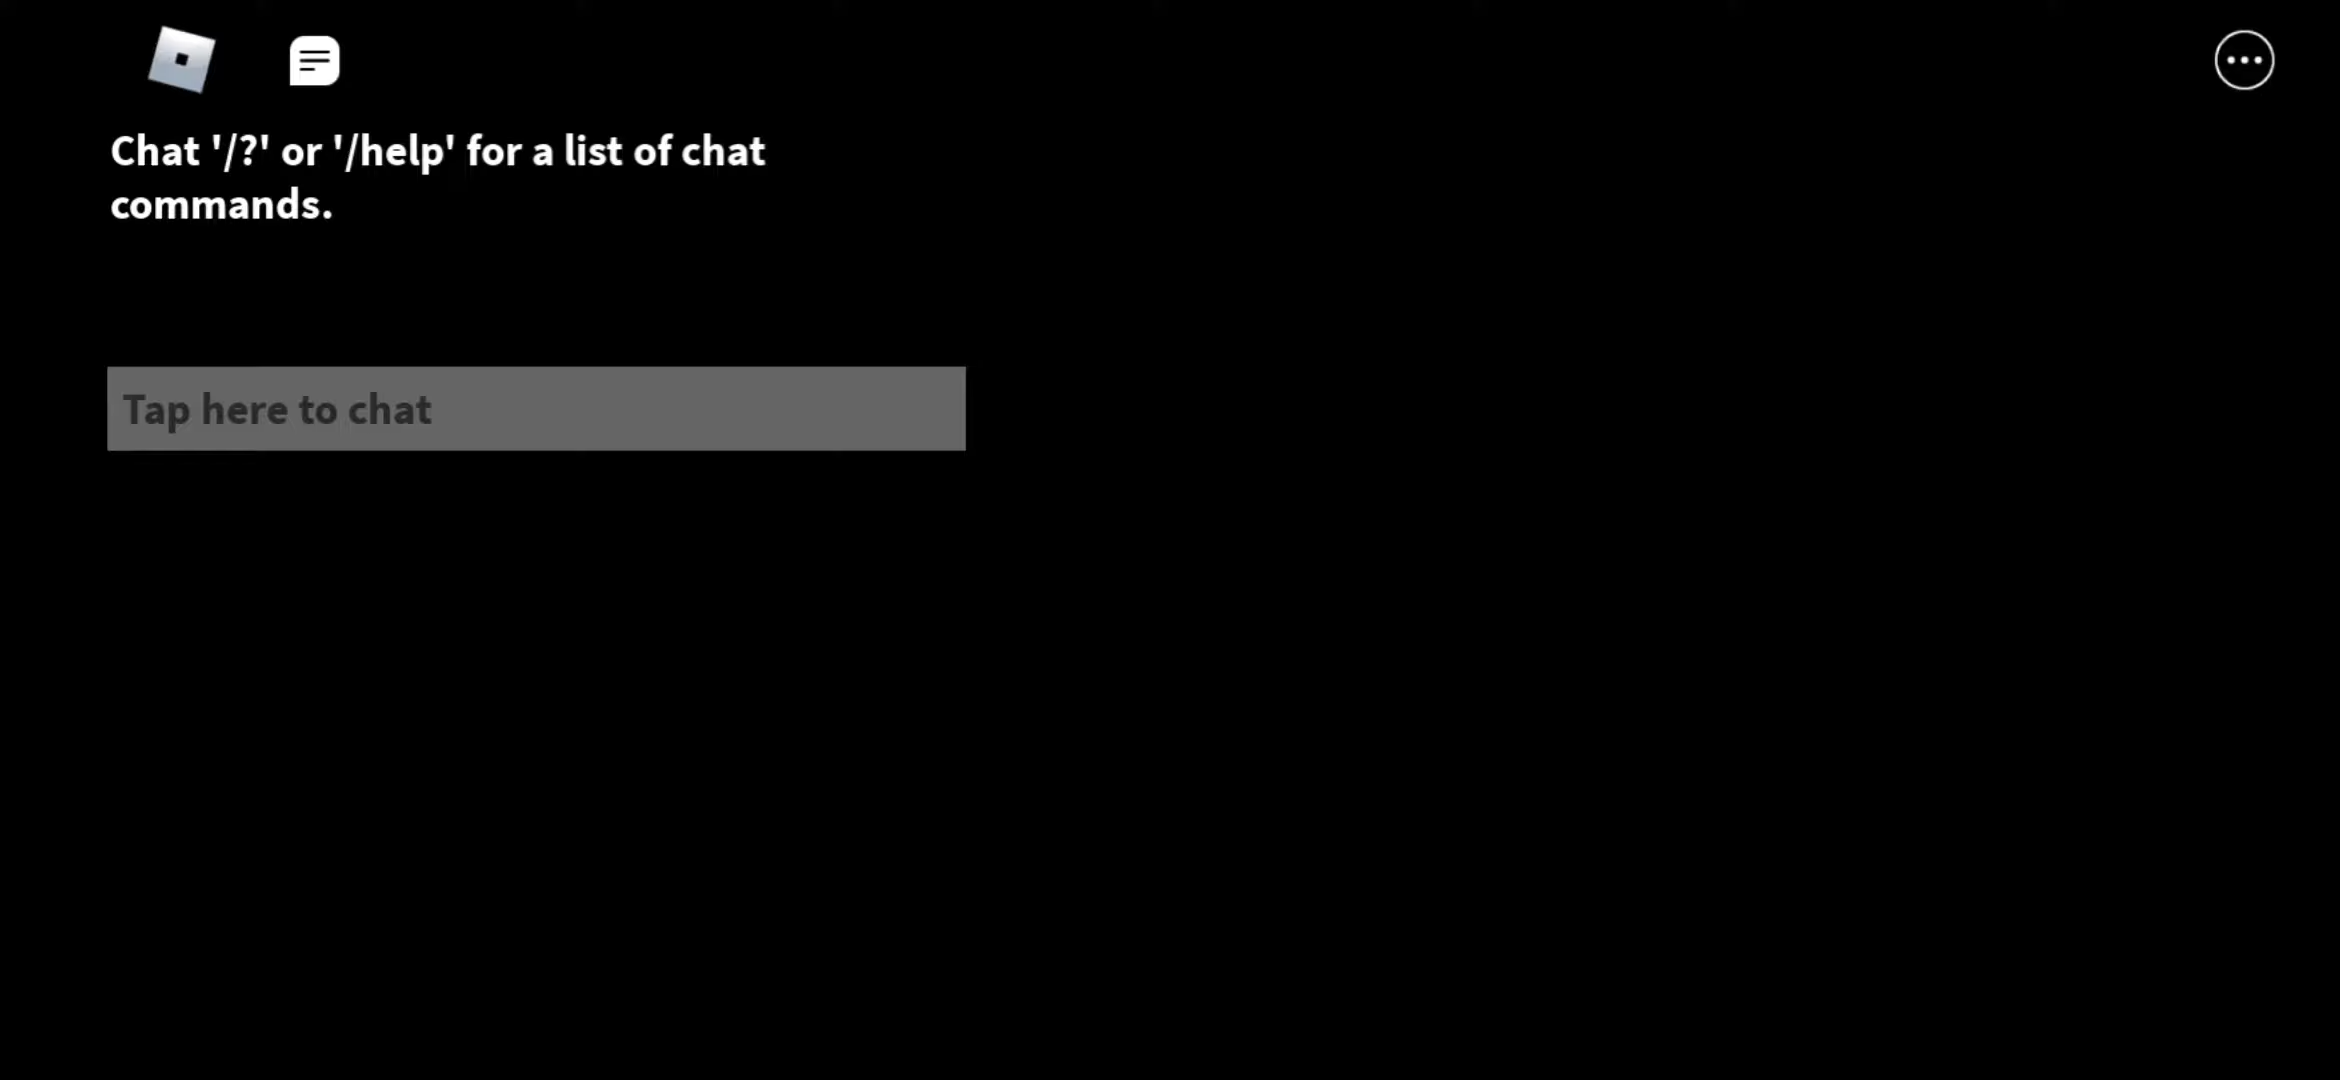 Chat '/?' or '/help' for a list of chat
commands.
Tap here to chat